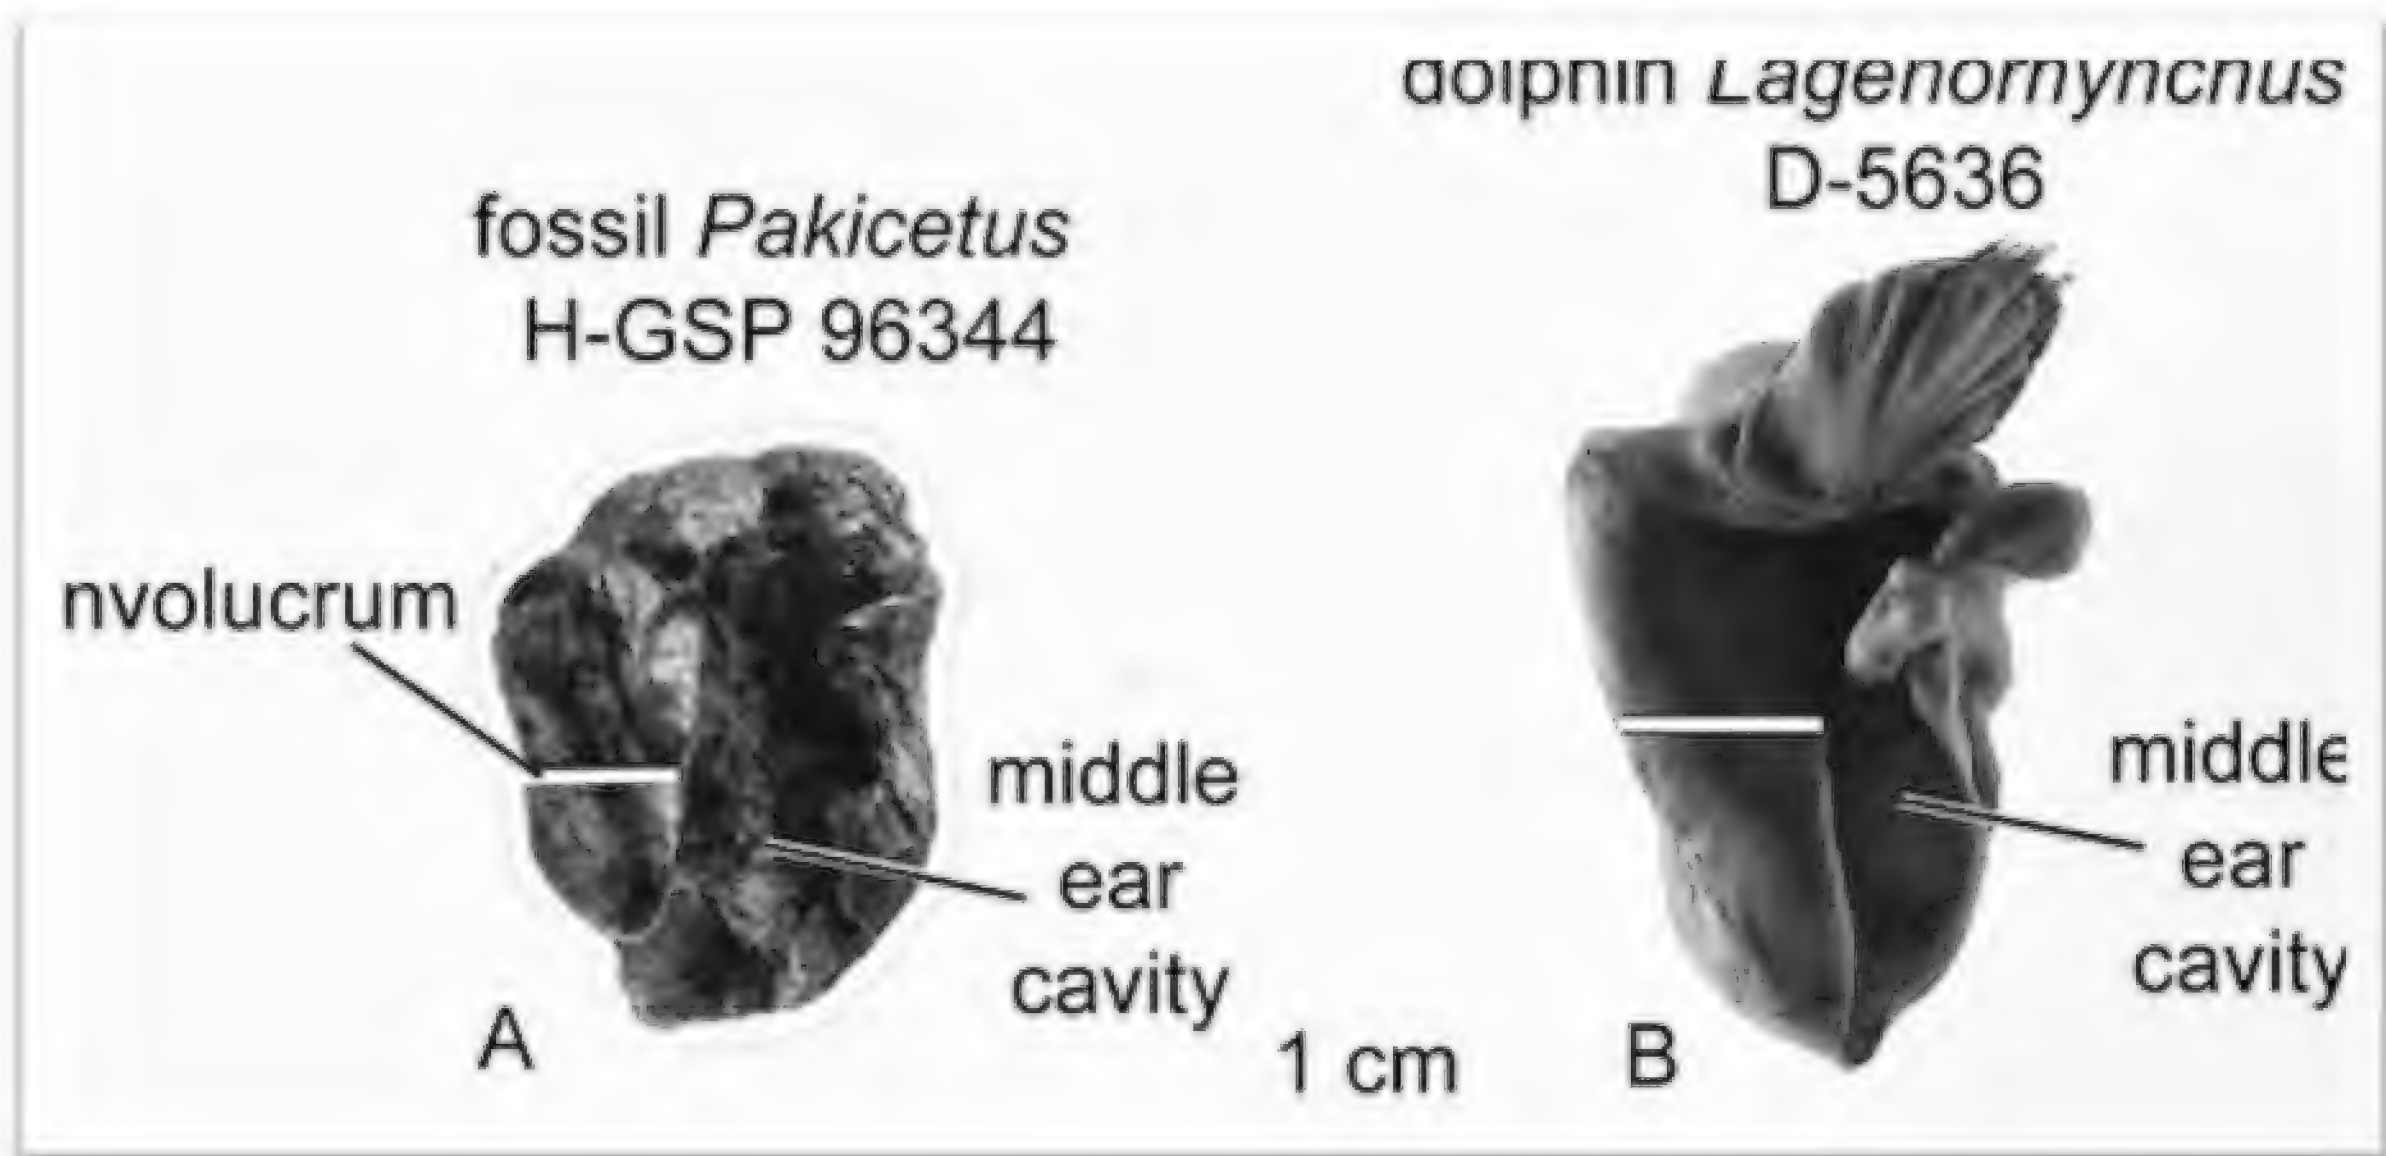 dolphin Lagenorhynchus
D-5636
fossil Pakicetus
H-GSP 96344
nvolucrum
middle
ear
cavity
middle
ear
cavity
A
1 cm
B